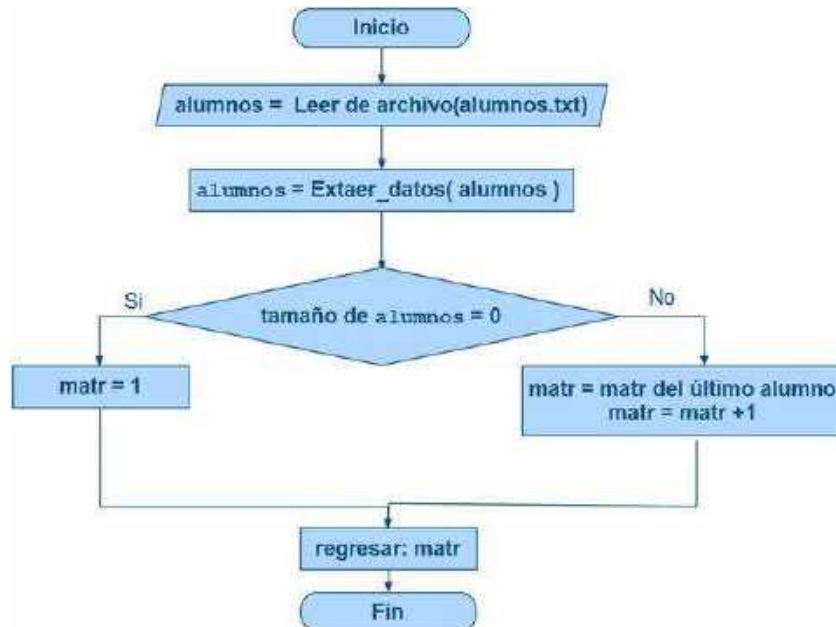 Inicio
alumnos = Leer de archivo(alumnos.txt)
alumnos = Extaer_datos( alumnos )
Si
tamaño de alumnos = 0
No
matr = 1
matr = matr del último alumno
matr = matr +1
regresar: matr
Fin